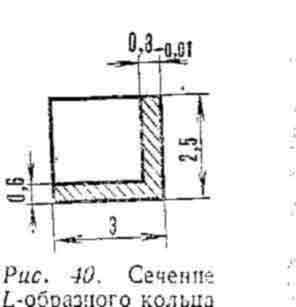 0,8-0,01
2,5
0,6
3
Рис. 40. Сечение
L-образного кольца